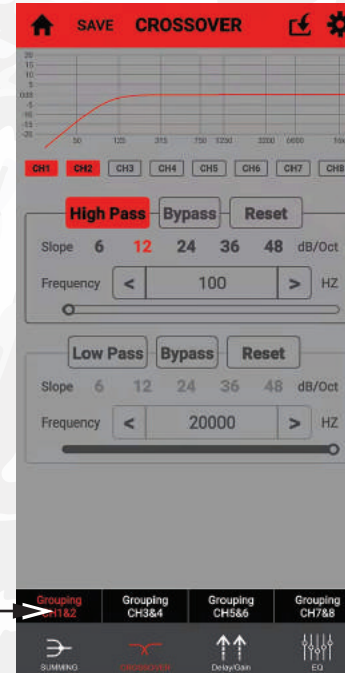 SAVE CROSSOVER
20
15
10
5
0dB
-5
-10
-15
-20
50 125 315 750 1250 3200 6000
CH1 CH2 CH3 CH4 CH5 CH6 CH7 CH8
High Pass Bypass Reset
Slope 6 12 24 36 48 dB/Oct
Frequency < 100 > HZ
Low Pass Bypass Reset
Slope 6 12 24 36 48 dB/Oct
Frequency < 20000 > HZ
Grouping Grouping Grouping Grouping
CH1&2 CH3&4 CH5&6 CH7&8
SUMMING CROSSOVER Delay/Gain EQ